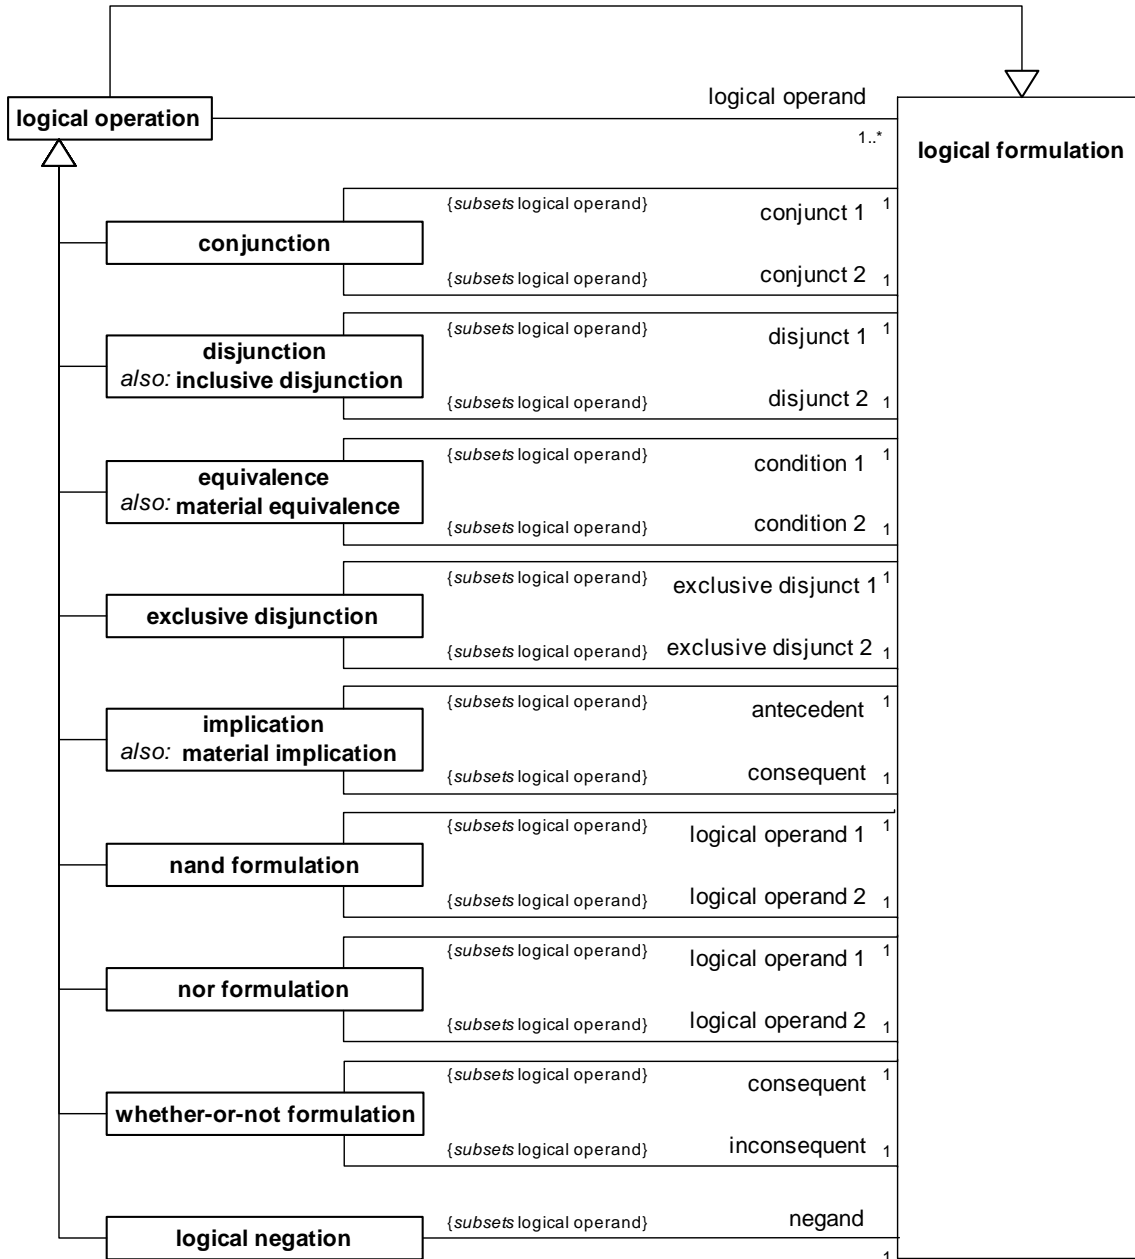 logical operand
logical operation
1..*
logical formulation
{subsets logical operand} conjunct 1 1
conjunction
{subsets logical operand} conjunct 2 1
{subsets logical operand} disjunct 1 1
disjunction
also: inclusive disjunction
{subsets logical operand} disjunct 2 1
{subsets logical operand} condition 1 1
equivalence
also: material equivalence
{subsets logical operand} condition 2 1
{subsets logical operand} exclusive disjunct 1 1
exclusive disjunction
{subsets logical operand} exclusive disjunct 2 1
{subsets logical operand} antecedent 1
implication
also: material implication
{subsets logical operand} consequent 1
{subsets logical operand} logical operand 1 1
nand formulation
{subsets logical operand} logical operand 2 1
{subsets logical operand} logical operand 1 1
nor formulation
{subsets logical operand} logical operand 2 1
{subsets logical operand} consequent 1
whether-or-not formulation
{subsets logical operand} inconsequent 1
{subsets logical operand} negand
logical negation
1